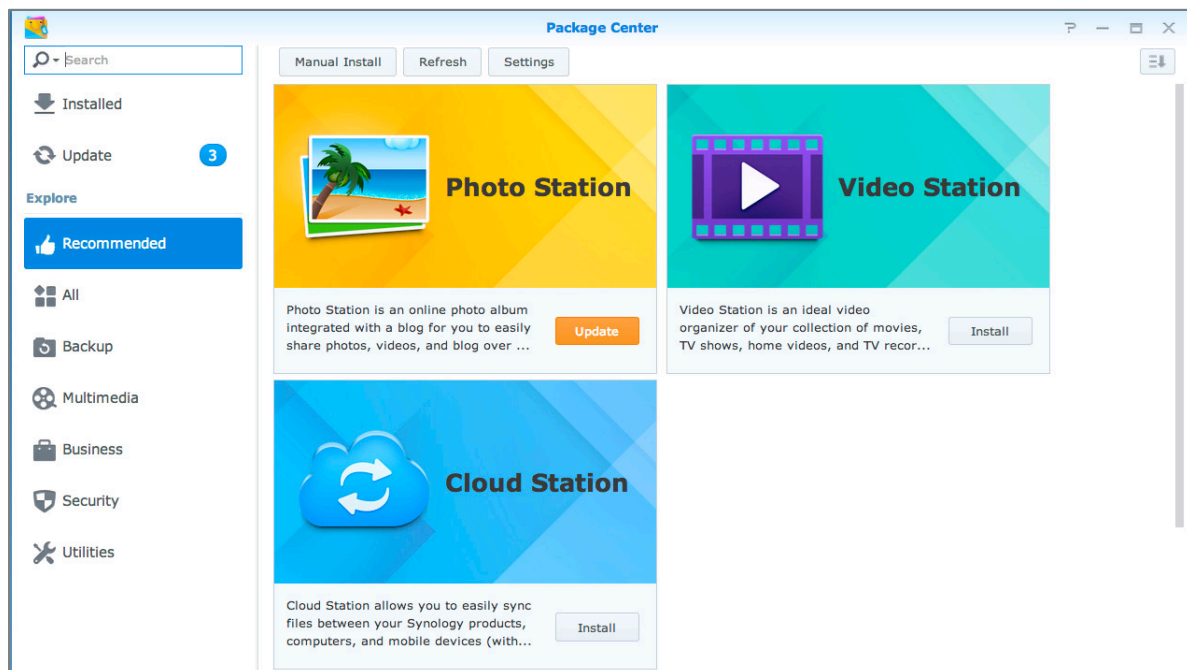 Package Center
Search
Manual Install
Refresh
Settings
Installed
Update
3
Explore
Recommended
All
Backup
Multimedia
Business
Security
Utilities
Photo Station
Photo Station is an online photo album
integrated with a blog for you to easily
share photos, videos, and blog over ...
Update
Video Station
Video Station is an ideal video
organizer of your collection of movies,
TV shows, home videos, and TV recor...
Install
Cloud Station
Cloud Station allows you to easily sync
files between your Synology products,
computers, and mobile devices (with...
Install